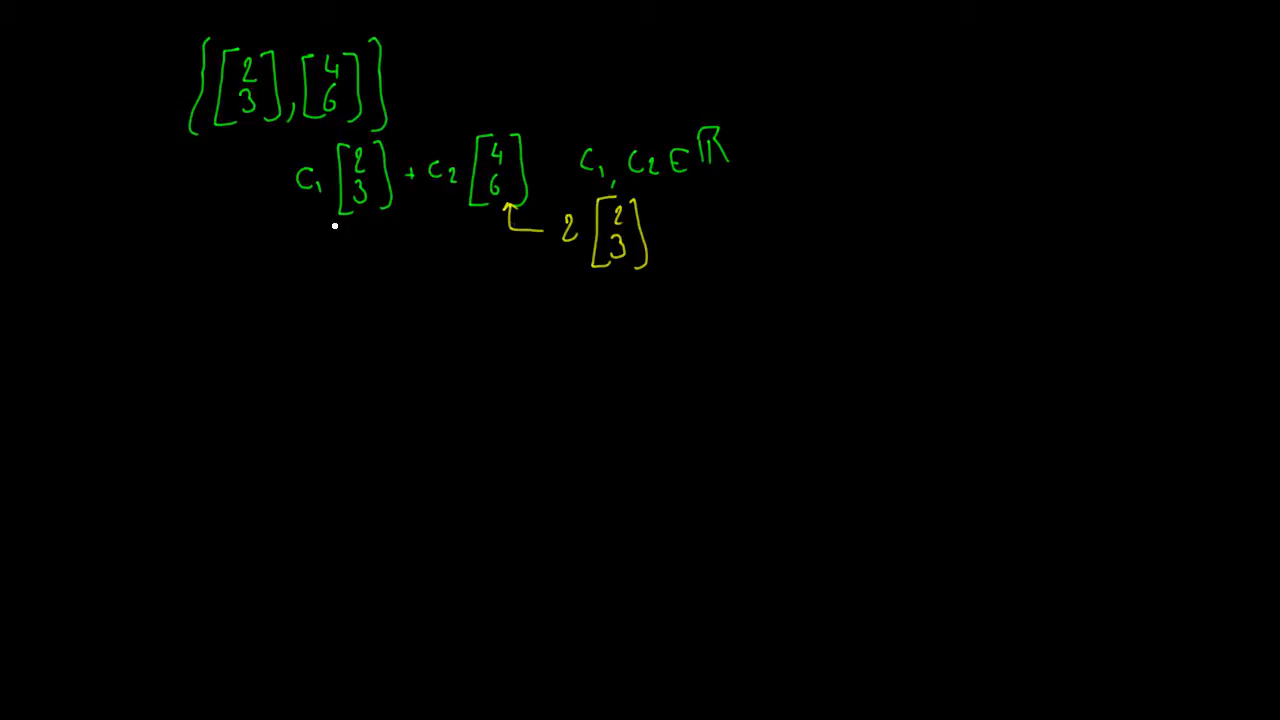 {[2 3], [4 6]}
c₁ [2 3] + c₂ [4 6] c₁, c₂ ∈ ℝ
2 [2 3]